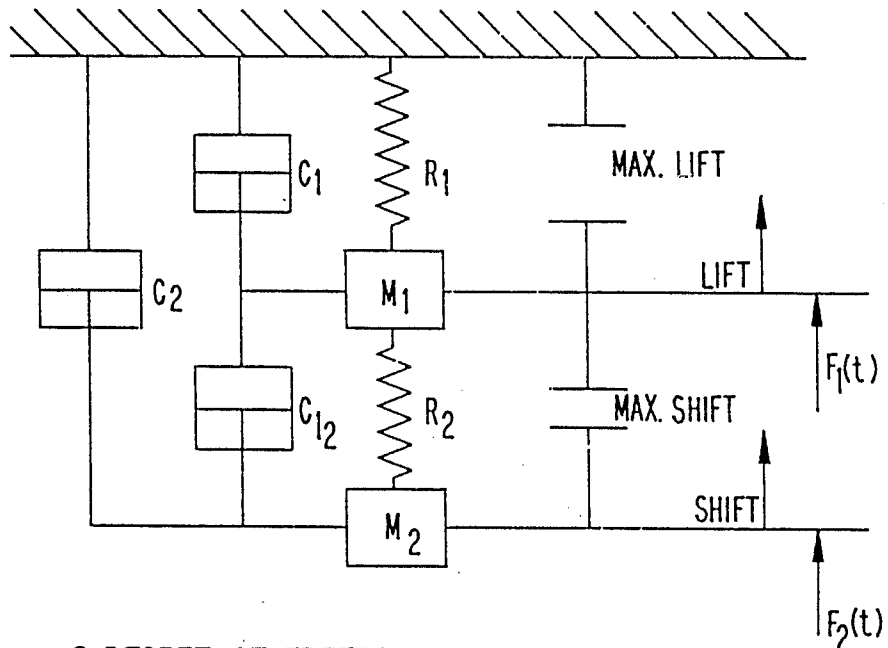 C1
R1
MAX. LIFT
C2
M1
LIFT
F1(t)
C12
R2
MAX. SHIFT
M2
SHIFT
F2(t)